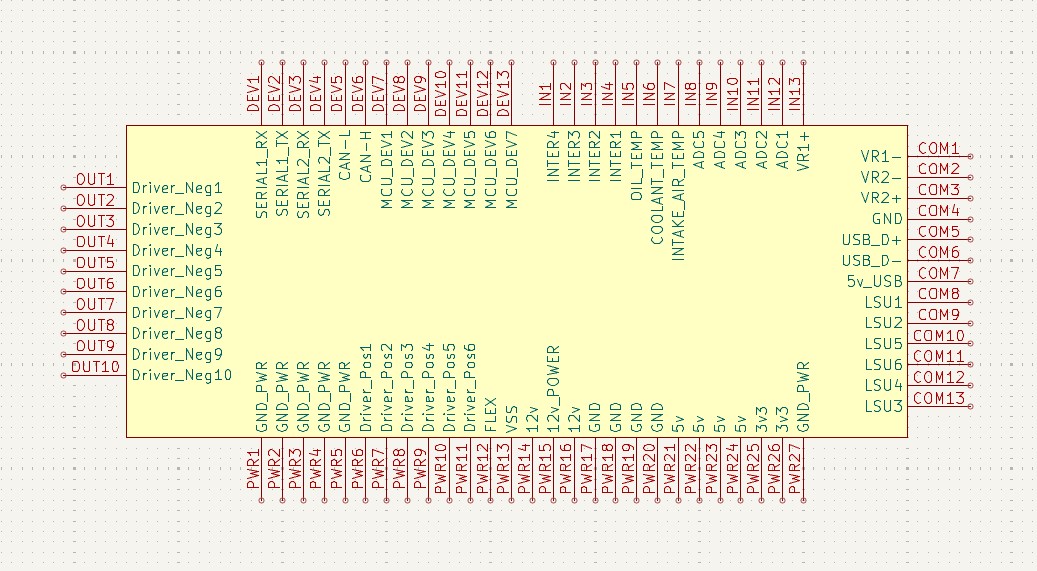 DEV1 SERIAL1_RX
DEV2 SERIAL1_TX
DEV3 SERIAL2_RX
DEV4 SERIAL2_TX
DEV5 CAN-L
DEV6 CAN-H
DEV7 MCU_DEV1
DEV8 MCU_DEV2
DEV9 MCU_DEV3
DEV10 MCU_DEV4
DEV11 MCU_DEV5
DEV12 MCU_DEV6
DEV13 MCU_DEV7
IN1 INTER4
IN2 INTER3
IN3 INTER2
IN4 INTER1
IN5 OIL_TEMP
IN6 COOLANT_TEMP
IN7 INTAKE_AIR_TEMP
IN8 ADC5
IN9 ADC4
IN10 ADC3
IN11 ADC2
IN12 ADC1
IN13 VR1+
OUT1 Driver_Neg1
OUT2 Driver_Neg2
OUT3 Driver_Neg3
OUT4 Driver_Neg4
OUT5 Driver_Neg5
OUT6 Driver_Neg6
OUT7 Driver_Neg7
OUT8 Driver_Neg8
OUT9 Driver_Neg9
OUT10 Driver_Neg10
VR1- COM1
VR2- COM2
VR2+ COM3
GND COM4
USB_D+ COM5
USB_D- COM6
5v_USB COM7
LSU1 COM8
LSU2 COM9
LSU5 COM10
LSU6 COM11
LSU4 COM12
LSU3 COM13
PWR1 GND_PWR
PWR2 GND_PWR
PWR3 GND_PWR
PWR4 GND_PWR
PWR5 GND_PWR
PWR6 Driver_Pos1
PWR7 Driver_Pos2
PWR8 Driver_Pos3
PWR9 Driver_Pos4
PWR10 Driver_Pos5
PWR11 Driver_Pos6
PWR12 FLEX
PWR13 VSS
PWR14 12v
PWR15 12v_POWER
PWR16 12v
PWR17 GND
PWR18 GND
PWR19 GND
PWR20 GND
PWR21 5v
PWR22 5v
PWR23 5v
PWR24 5v
PWR25 3v3
PWR26 3v3
PWR27 GND_PWR